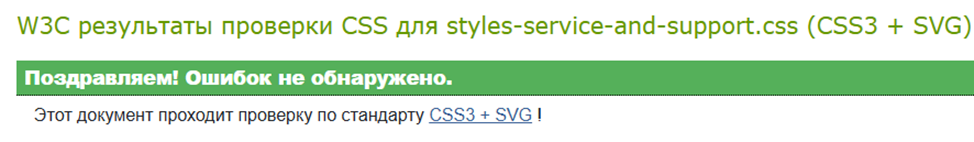 W3C результаты проверки CSS для styles-service-and-support.css (CSS3 + SVG)
Поздравляем! Ошибок не обнаружено.
Этот документ проходит проверку по стандарту CSS3 + SVG !